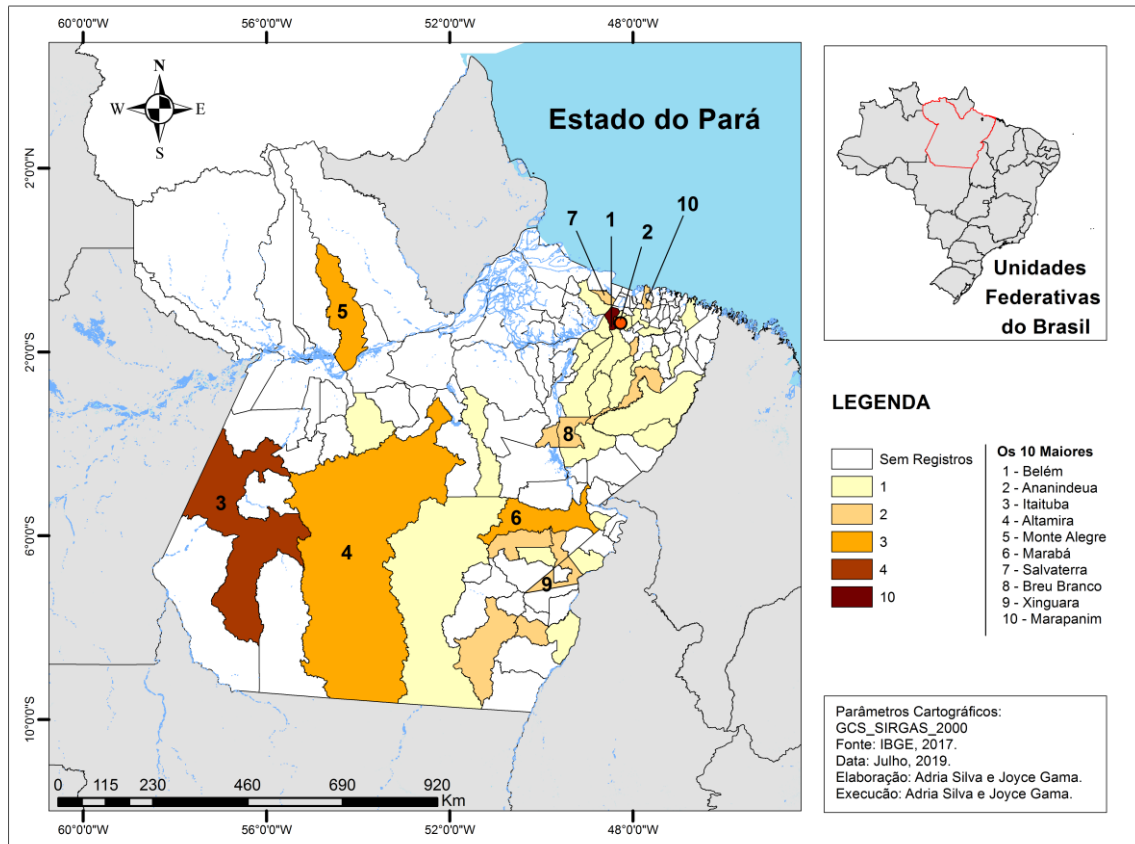 60°0'0"W
56°0'0"W
52°0'0"W
48°0'0"W
N
W
E
S
Estado do Pará
2°0'0"N
2°0'0"S
6°0'0"S
10°0'0"S
7
1
2
10
5
8
3
6
4
9
0
115
230
460
690
920
Km
60°0'0"W
56°0'0"W
52°0'0"W
48°0'0"W
Unidades
Federativas
do Brasil
LEGENDA
Sem Registros
1
2
3
4
10
Os 10 Maiores
1 - Belém
2 - Ananindeua
3 - Itaituba
4 - Altamira
5 - Monte Alegre
6 - Marabá
7 - Salvaterra
8 - Breu Branco
9 - Xinguara
10 - Marapanim
Parâmetros Cartográficos:
GCS_SIRGAS_2000
Fonte: IBGE, 2017.
Data: Julho, 2019.
Elaboração: Adria Silva e Joyce Gama.
Execucão: Adria Silva e Joyce Gama.